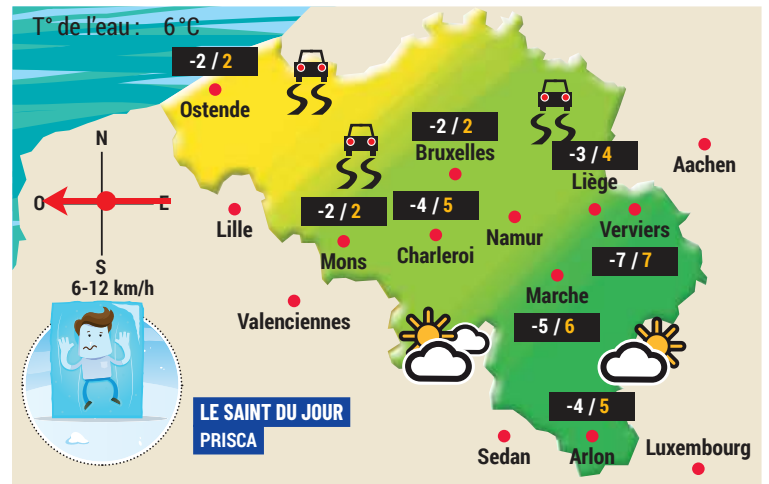 T° de l'eau : 6 °C
-2 / 2
Ostende
-2 / 2
Bruxelles
-3 / 4
Liège
Aachen
N
O E
S
6-12 km/h
Lille
-2 / 2
Mons
-4 / 5
Charleroi
Namur
Verviers
-7 / 7
Marche
-5 / 6
Valenciennes
LE SAINT DU JOUR
PRISCA
-4 / 5
Sedan
Arlon
Luxembourg